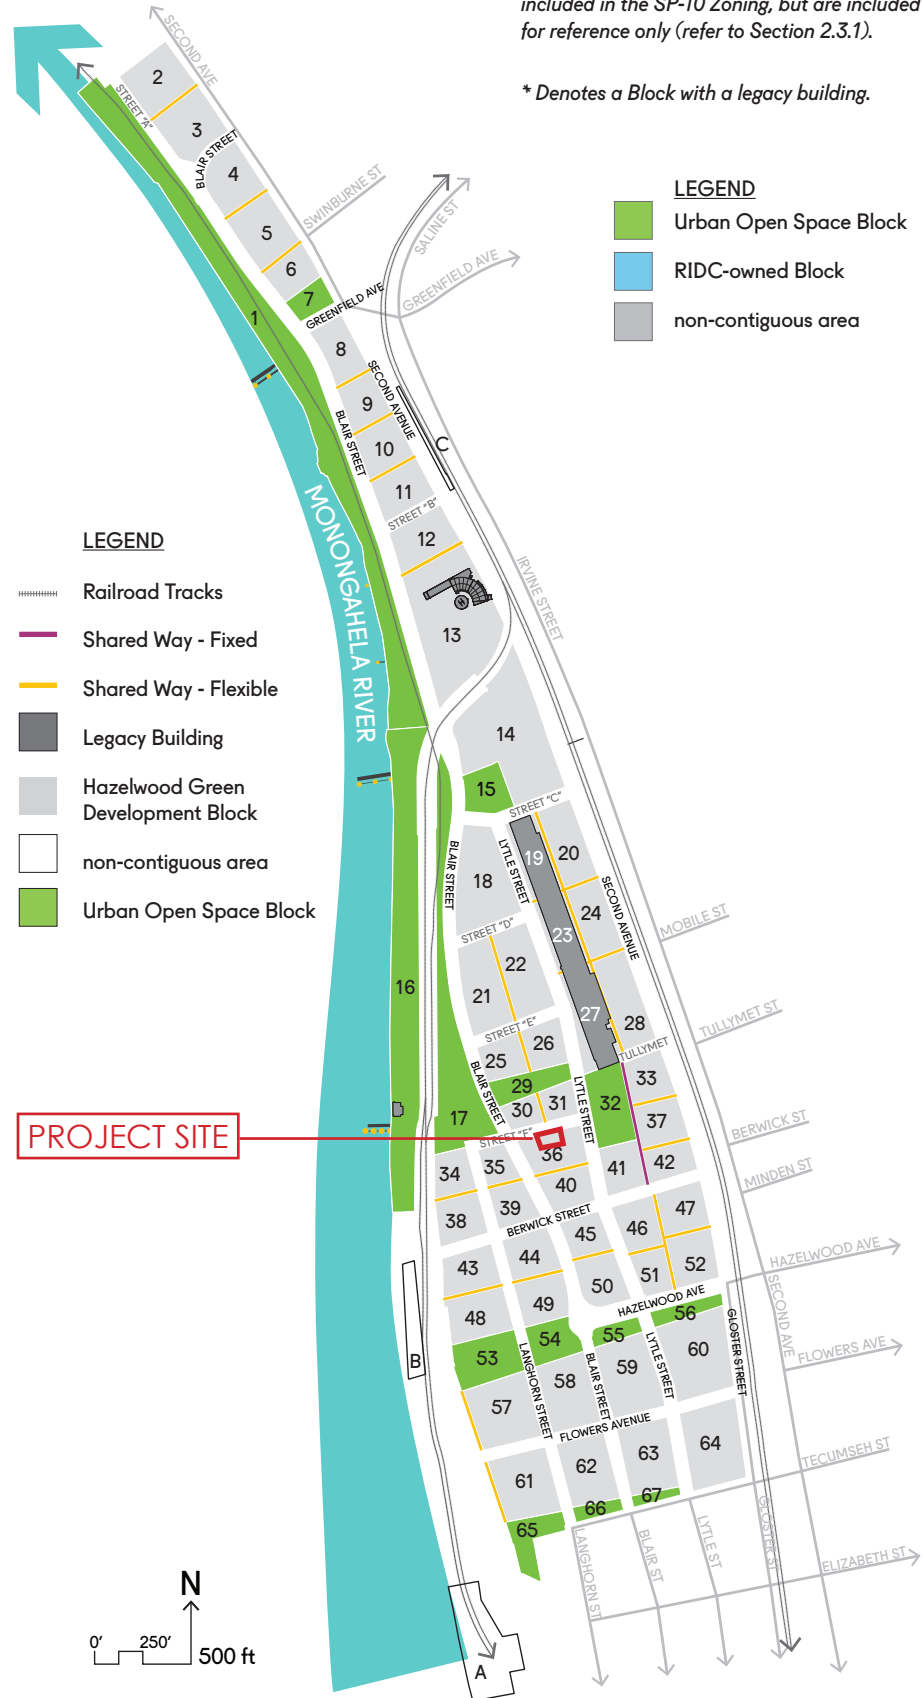 included in the SP-10 Zoning, but are included
for reference only (refer to Section 2.3.1).
* Denotes a Block with a legacy building.
LEGEND
Urban Open Space Block
RIDC-owned Block
non-contiguous area
LEGEND
Railroad Tracks
Shared Way - Fixed
Shared Way - Flexible
Legacy Building
Hazelwood Green
Development Block
non-contiguous area
Urban Open Space Block
PROJECT SITE
MONONGAHELA RIVER
SECOND AVE
STREET "A"
2
3
BLAIR STREET
4
5
SWINBURNE ST
6
7
GREENFIELD AVE
SALINE ST
GREENFIELD AVE
1
8
SECOND AVENUE
9
BLAIR STREET
10
C
11
STREET "B"
12
IRVINE STREET
13
14
15
STREET "C"
BLAIR STREET
LYTLE STREET
18
19
20
SECOND AVENUE
24
23
MOBILE ST
STREET "D"
22
21
16
27
28
TULLYMET ST
STREET "E"
26
25
TULLYMET
BLAIR STREET
29
LYTLE STREET
33
30
31
32
17
37
BERWICK ST
STREET "F"
36
34
35
41
42
MINDEN ST
40
39
38
BERWICK STREET
45
46
47
HAZELWOOD AVE
43
44
50
51
52
SECOND AVE
48
49
HAZELWOOD AVE
56
GLOSTER STREET
B
53
54
55
LANGHORN STREET
BLAIR STREET
LYTLE STREET
60
FLOWERS AVE
57
58
59
FLOWERS AVENUE
61
62
63
64
TECUMSEH ST
65
66
67
LANGHORN ST
BLAIR ST
LYTLE ST
GLOSTER ST
ELIZABETH ST
A
N
0'
250'
500 ft